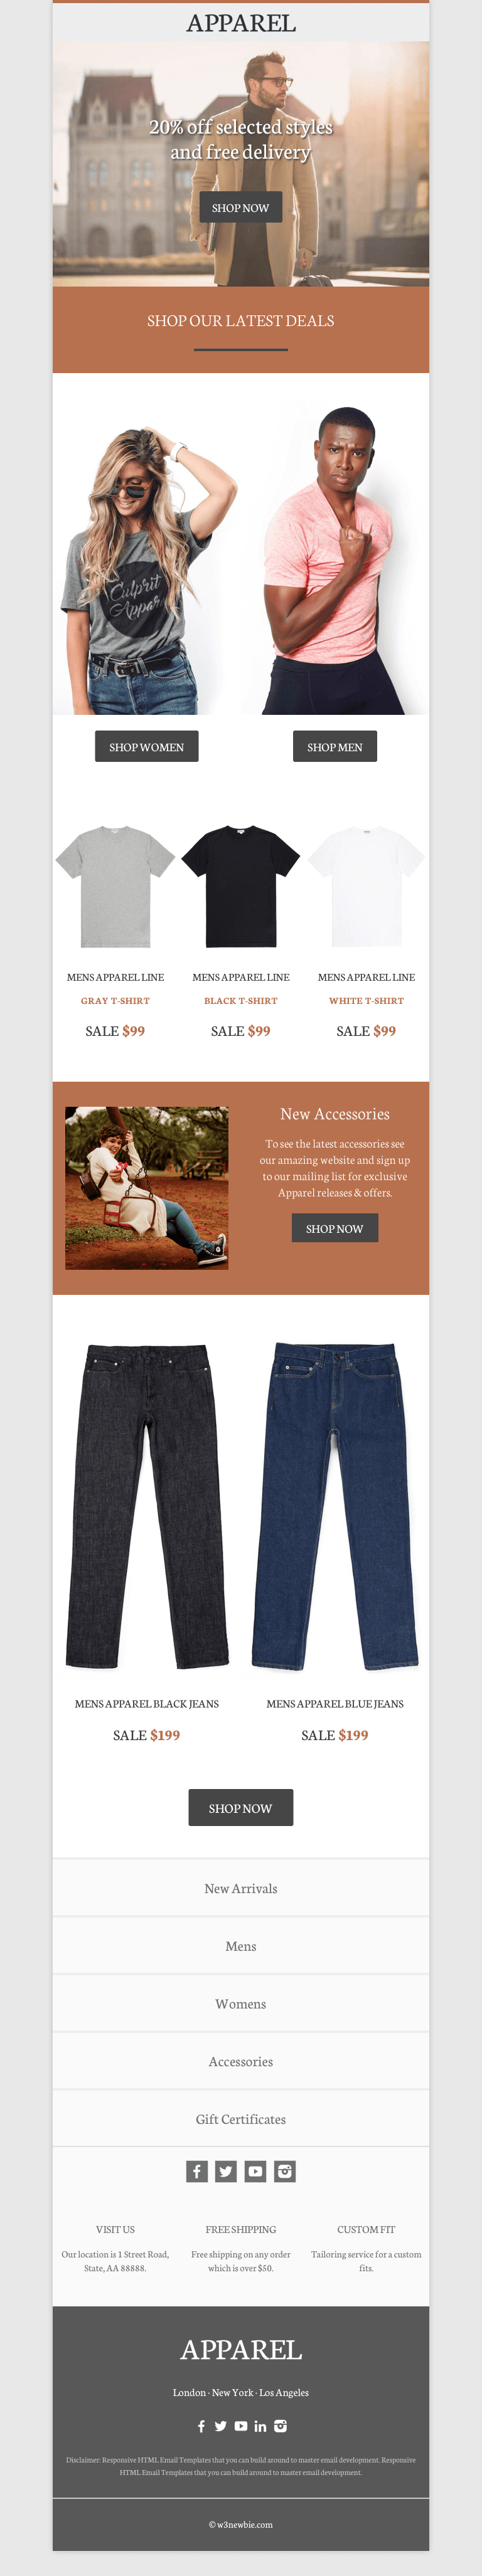 APPAREL
20% off selected styles
and free delivery
SHOP NOW
SHOP OUR LATEST DEALS
Culprit
Appar
SHOP WOMEN
SHOP MEN
MENS APPAREL LINE
GRAY T-SHIRT
SALE $99
MENS APPAREL LINE
BLACK T-SHIRT
SALE $99
MENS APPAREL LINE
WHITE T-SHIRT
SALE $99
New Accessories
To see the latest accessories see
our amazing website and sign up
to our mailing list for exclusive
Apparel releases & offers.
SHOP NOW
MENS APPAREL BLACK JEANS
SALE $199
MENS APPAREL BLUE JEANS
SALE $199
SHOP NOW
New Arrivals
Mens
Womens
Accessories
Gift Certificates
VISIT US
Our location is 1 Street Road,
State, AA 88888.
FREE SHIPPING
Free shipping on any order
which is over $50.
CUSTOM FIT
Tailoring service for a custom
fits.
APPAREL
London · New York · Los Angeles
Disclaimer: Responsive HTML Email Templates that you can build around to master email development. Responsive
HTML Email Templates that you can build around to master email development.
© w3newbie.com